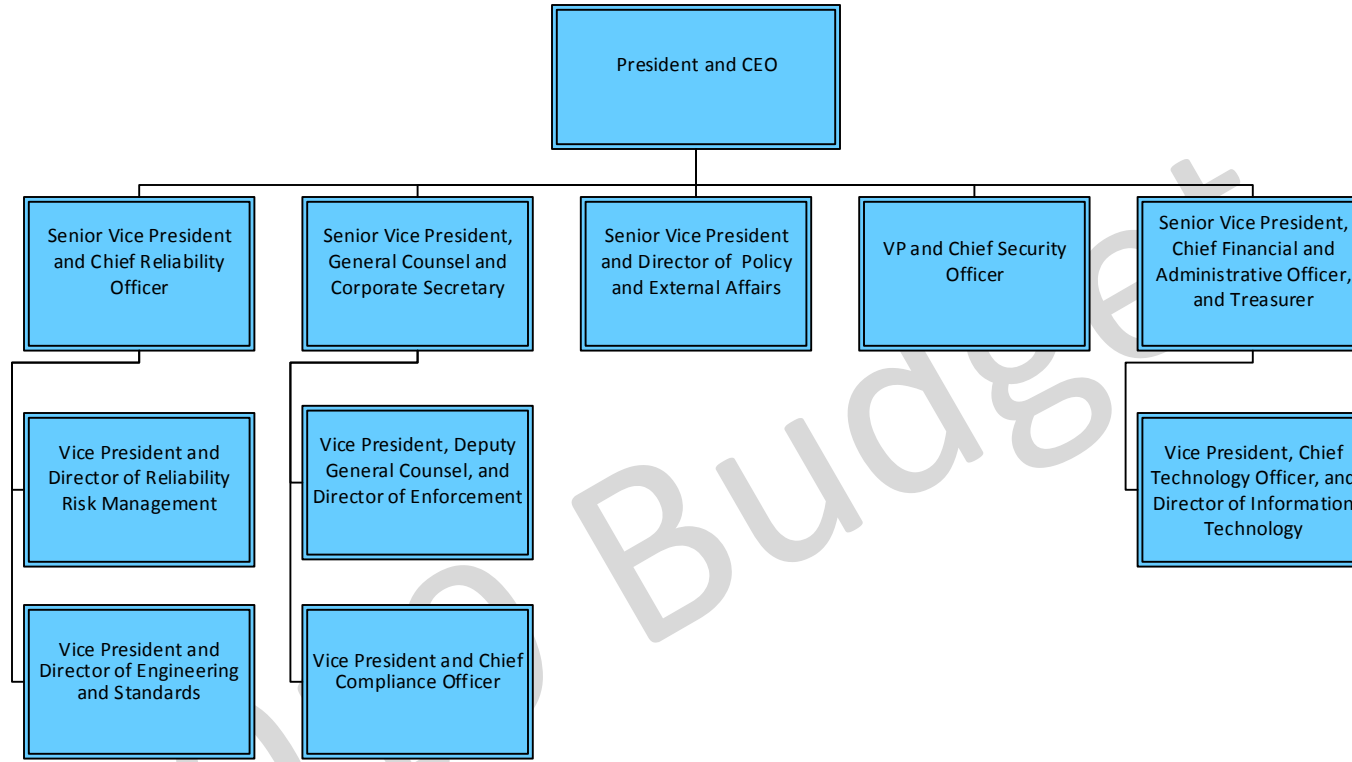 President and CEO
Senior Vice President
and Chief Reliability
Officer
Senior Vice President,
General Counsel and
Corporate Secretary
Senior Vice President
and Director of Policy
and External Affairs
VP and Chief Security
Officer
Senior Vice President,
Chief Financial and
Administrative Officer,
and Treasurer
Vice President and
Director of Reliability
Risk Management
Vice President, Deputy
General Counsel, and
Director of Enforcement
Vice President, Chief
Technology Officer, and
Director of Information
Technology
Vice President and
Director of Engineering
and Standards
Vice President and Chief
Compliance Officer
Budget